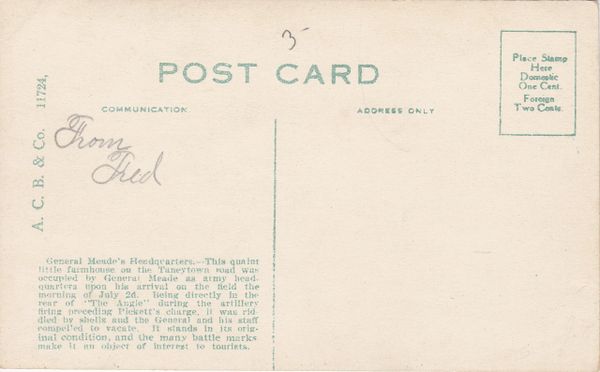 3
POST CARD
Place Stamp
Here
Domestic
One Cent.
Foreign
Two Cents.
COMMUNICATION.
ADDRESS ONLY
A. C. B. & Co. 11724,
From
Fred
General Meade's Headquarters.—This quaint
little farmhouse on the Taneytown road was
occupied by General Meade as army head-
quarters upon his arrival on the field the
morning of July 2d. Being directly in the
rear of "The Angle" during the artillery
firing preceding Pickett's charge, it was rid-
dled by shells and the General and his staff
compelled to vacate. It stands in its orig-
inal condition, and the many battle marks
make it an object of interest to tourists.